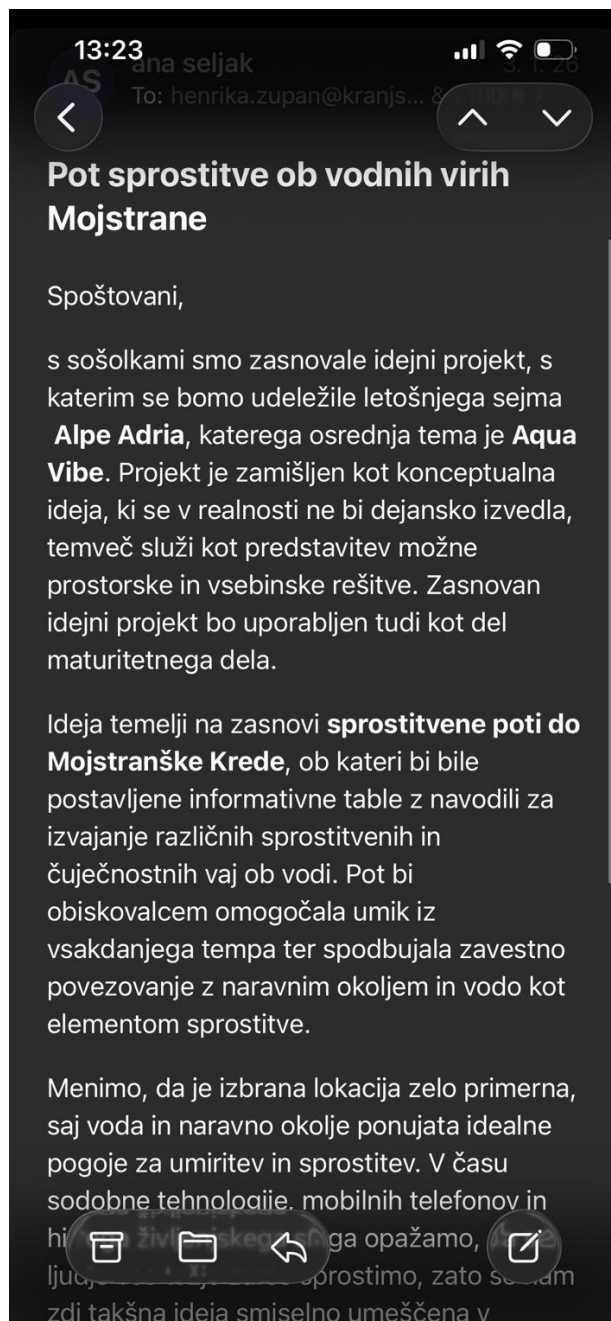 13:23
ana seljak 3. 1. 26
To: henrika.zupan@kranjs... &
Pot sprostitve ob vodnih virih
Mojstrane
Spoštovani,
s sošolkami smo zasnovale idejni projekt, s
katerim se bomo udeležile letošnjega sejma
Alpe Adria, katerega osrednja tema je Aqua
Vibe. Projekt je zamišljen kot konceptualna
ideja, ki se v realnosti ne bi dejansko izvedla,
temveč služi kot predstavitev možne
prostorske in vsebinske rešitve. Zasnovan
idejni projekt bo uporabljen tudi kot del
maturitetnega dela.
Ideja temelji na zasnovi sprostitvene poti do
Mojstranške Krede, ob kateri bi bile
postavljene informativne table z navodili za
izvajanje različnih sprostitvenih in
čuječnostnih vaj ob vodi. Pot bi
obiskovalcem omogočala umik iz
vsakdanjega tempa ter spodbujala zavestno
povezovanje z naravnim okoljem in vodo kot
elementom sprostitve.
Menimo, da je izbrana lokacija zelo primerna,
saj voda in naravno okolje ponujata idealne
pogoje za umiritev in sprostitev. V času
sodobne tehnologije, mobilnih telefonov in
življenjskega opažamo,
sprostimo, zato se nam
zdi takšna ideja smiselno umeščena v